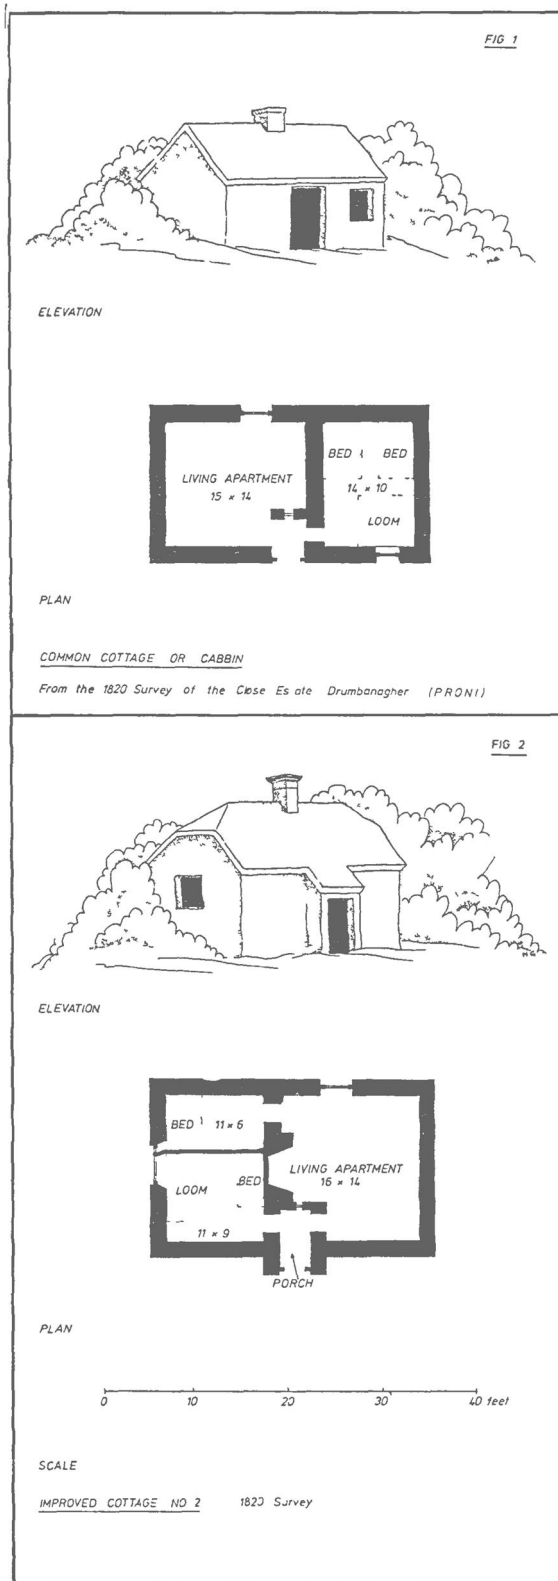 FIG 1
ELEVATION
BED BED
LIVING APARTMENT
15 x 14
14 x 10
LOOM
PLAN
COMMON COTTAGE OR CABBIN
From the 1820 Survey of the Close Es ate Drumbanagher (PRONI)
FIG 2
ELEVATION
BED 11 x 6
LIVING APARTMENT
16 x 14
LOOM
BED
11 x 9
PORCH
PLAN
0 10 20 30 40 feet
SCALE
IMPROVED COTTAGE NO 2 1820 Survey